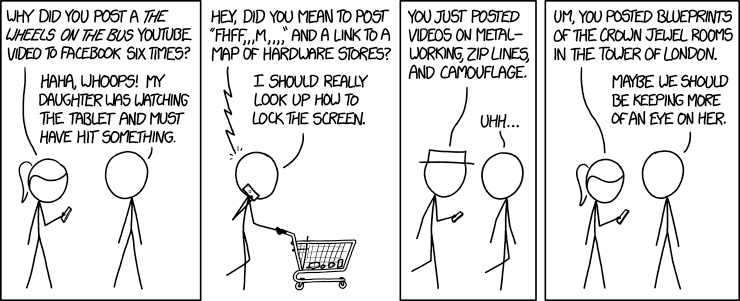 WHY DID YOU POST A THE
WHEELS ON THE BUS YOUTUBE
VIDEO TO FACEBOOK SIX TIMES?
HAHA, WHOOPS! MY
DAUGHTER WAS WATCHING
THE TABLET AND MUST
HAVE HIT SOMETHING.
HEY, DID YOU MEAN TO POST
"FHFF,,,M,,,," AND A LINK TO A
MAP OF HARDWARE STORES?
I SHOULD REALLY
LOOK UP HOW TO
LOCK THE SCREEN.
YOU JUST POSTED
VIDEOS ON METAL-
WORKING, ZIP LINES,
AND CAMOUFLAGE.
UHH...
UM, YOU POSTED BLUEPRINTS
OF THE CROWN JEWEL ROOMS
IN THE TOWER OF LONDON.
MAYBE WE SHOULD
BE KEEPING MORE
OF AN EYE ON HER.